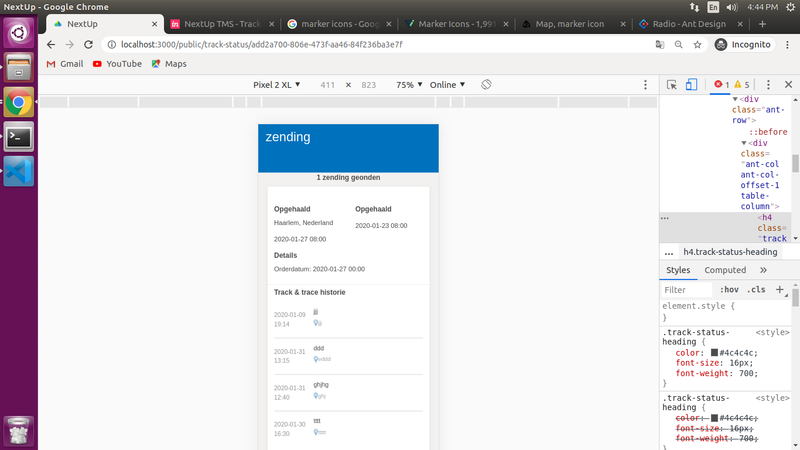 NextUp - Google Chrome
En
4:44 PM
NextUp
NextUp TMS - Track
marker icons - Goog
Marker Icons - 1,991
Map, marker icon
Radio - Ant Design
localhost:3000/public/track-status/add2a700-806e-473f-aa46-84f236ba3e7f
Incognito
Gmail
YouTube
Maps
Pixel 2 XL
411
×
823
75%
Online
1
5
zending
1 zending geonden
Opgehaald
Opgehaald
Haarlem, Nederland
2020-01-23 08:00
2020-01-27 08:00
Details
Orderdatum: 2020-01-27 00:00
Track & trace historie
2020-01-09
19:14
jjj
jjj
2020-01-31
13:15
ddd
2020-01-31
12:40
ghjhg
ghj
2020-01-30
16:30
tttt
<div
class="ant-
row">
::before
<div
class=
"ant-col
ant-col-
offset-1
table-
column">
<h4
class=
"track
...
h4.track-status-heading
Styles
Computed
Filter
:hov
.cls
+
element.style {
}
.track-status-
heading {
<style>
color: #4c4c4c;
font-size: 16px;
font-weight: 700;
}
.track-status-
heading {
<style>
color: #4c4c4c;
font-size: 16px;
font-weight: 700;